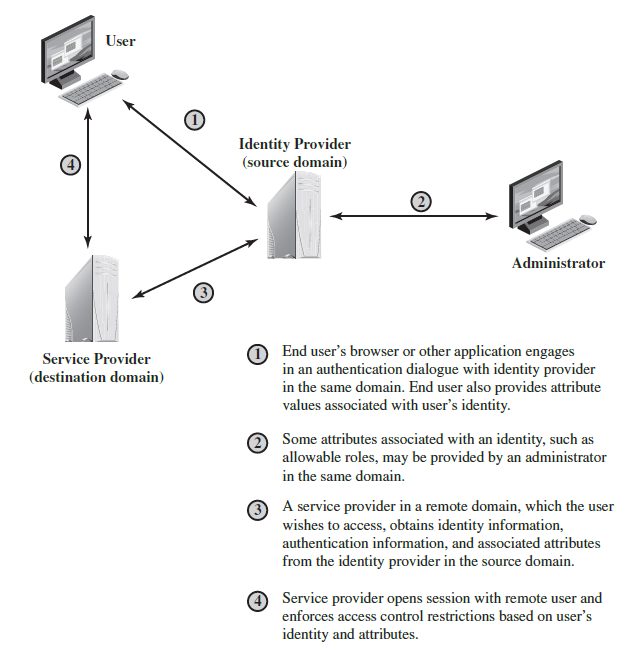 User
1
Identity Provider
(source domain)
4
2
Administrator
3
Service Provider
(destination domain)
1 End user’s browser or other application engages
in an authentication dialogue with identity provider
in the same domain. End user also provides attribute
values associated with user’s identity.
2 Some attributes associated with an identity, such as
allowable roles, may be provided by an administrator
in the same domain.
3 A service provider in a remote domain, which the user
wishes to access, obtains identity information,
authentication information, and associated attributes
from the identity provider in the source domain.
4 Service provider opens session with remote user and
enforces access control restrictions based on user’s
identity and attributes.